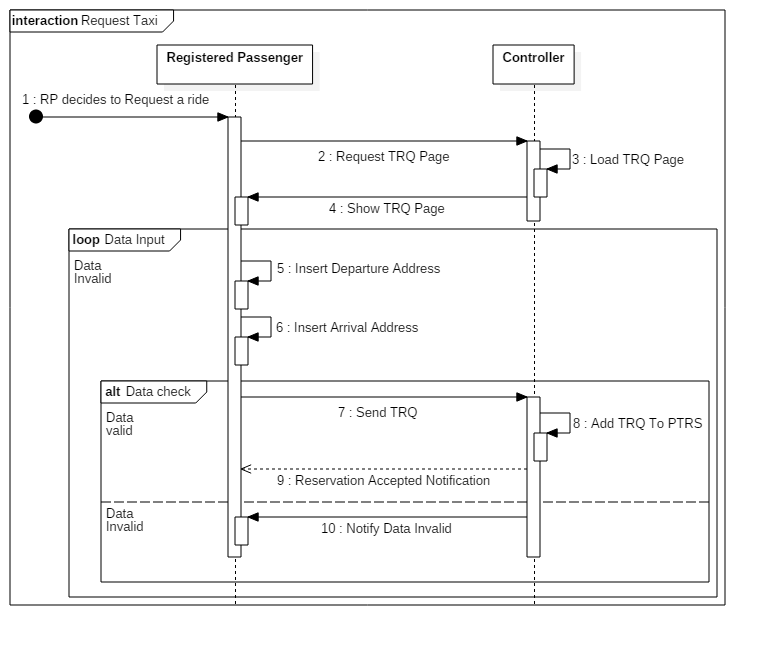 interaction Request Taxi
Registered Passenger
Controller
1 : RP decides to Request a ride
2 : Request TRQ Page
3 : Load TRQ Page
4 : Show TRQ Page
loop Data Input
Data
Invalid
5 : Insert Departure Address
6 : Insert Arrival Address
alt Data check
Data
valid
7 : Send TRQ
8 : Add TRQ To PTRS
9 : Reservation Accepted Notification
Data
Invalid
10 : Notify Data Invalid